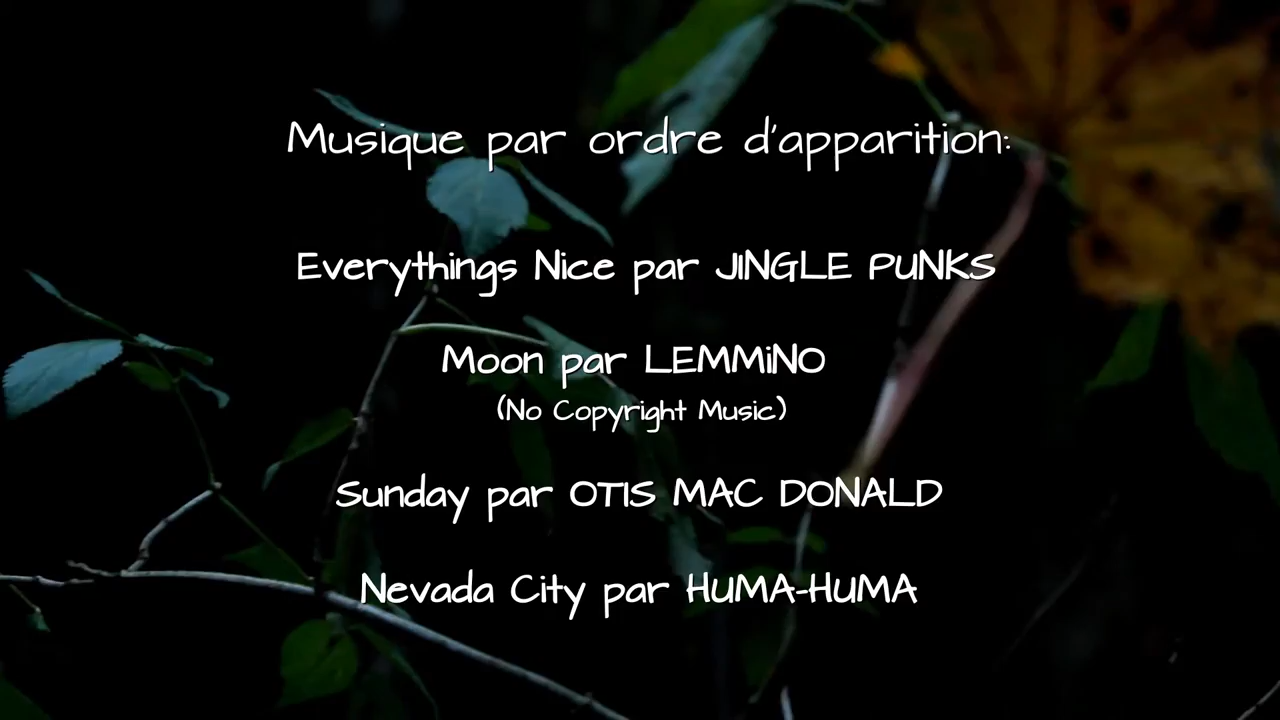 Musique par ordre d'apparition:
Everythings Nice par JINGLE PUNKS
Moon par LEMMiNO
(No Copyright Music)
Sunday par OTIS MAC DONALD
Nevada City par HUMA-HUMA